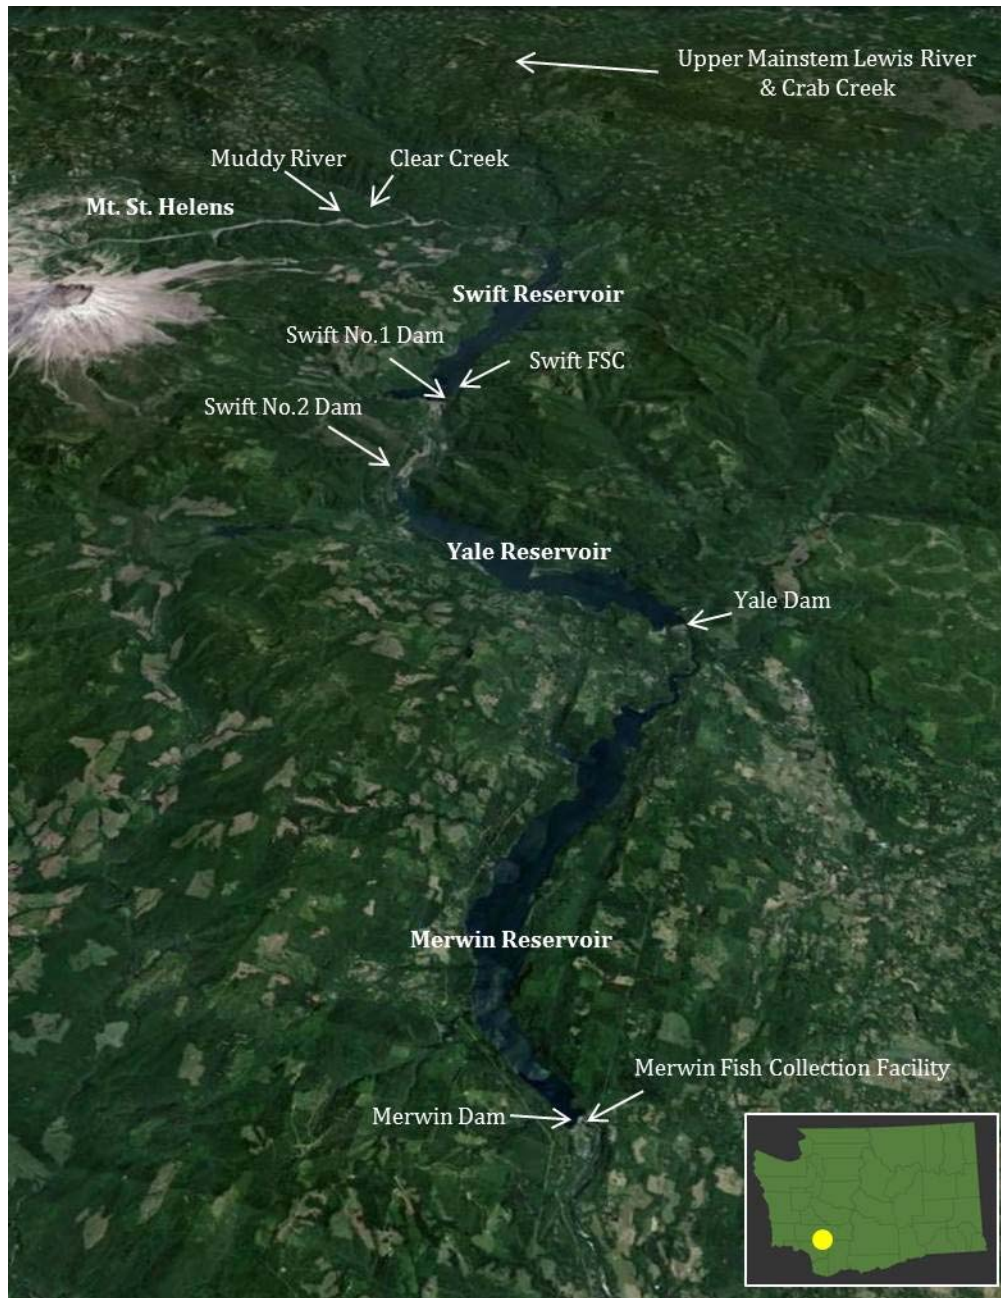 Upper Mainstem Lewis River
& Crab Creek
Muddy River
Clear Creek
Mt. St. Helens
Swift Reservoir
Swift No.1 Dam
Swift FSC
Swift No.2 Dam
Yale Reservoir
Yale Dam
Merwin Reservoir
Merwin Fish Collection Facility
Merwin Dam